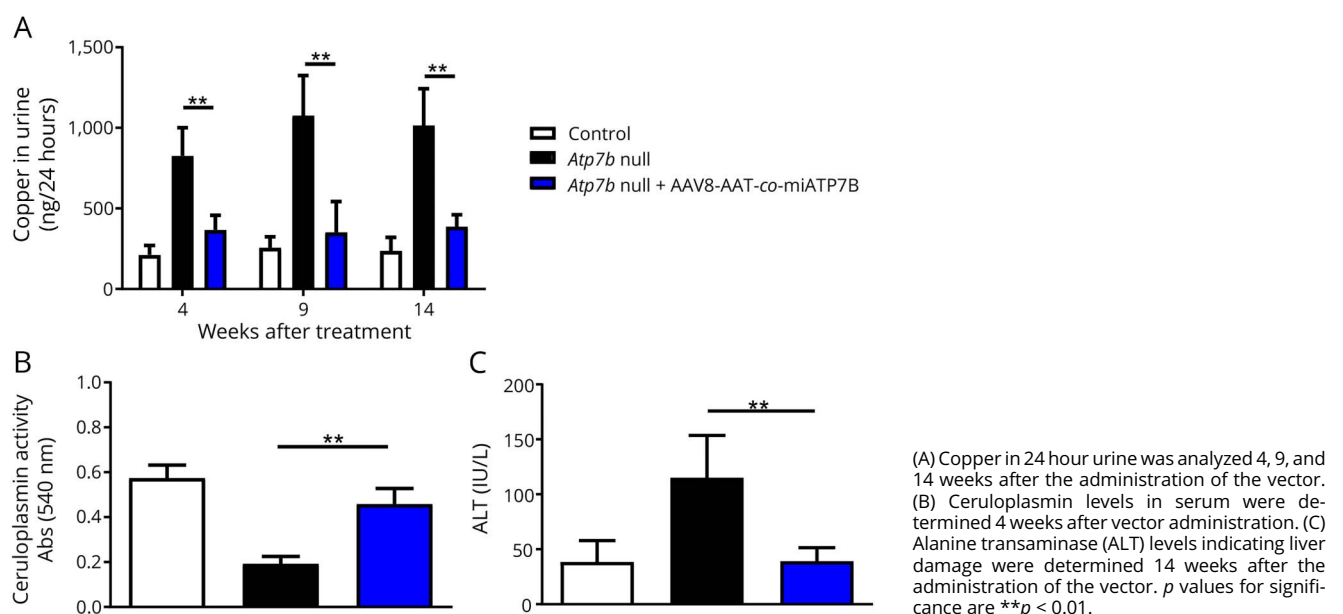 A
1,500
1,000
500
0
Copper in urine
(ng/24 hours)
**
**
**
4
9
14
Weeks after treatment
Control
Atp7b null
Atp7b null + AAV8-AAT-co-miATP7B
B
1.0
0.8
0.6
0.4
0.2
0.0
Ceruloplasmin activity
Abs (540 nm)
**
C
200
150
100
50
0
ALT (IU/L)
**
(A) Copper in 24 hour urine was analyzed 4, 9, and
14 weeks after the administration of the vector.
(B) Ceruloplasmin levels in serum were de-
termined 4 weeks after vector administration. (C)
Alanine transaminase (ALT) levels indicating liver
damage were determined 14 weeks after the
administration of the vector. p values for signifi-
cance are **p < 0.01.